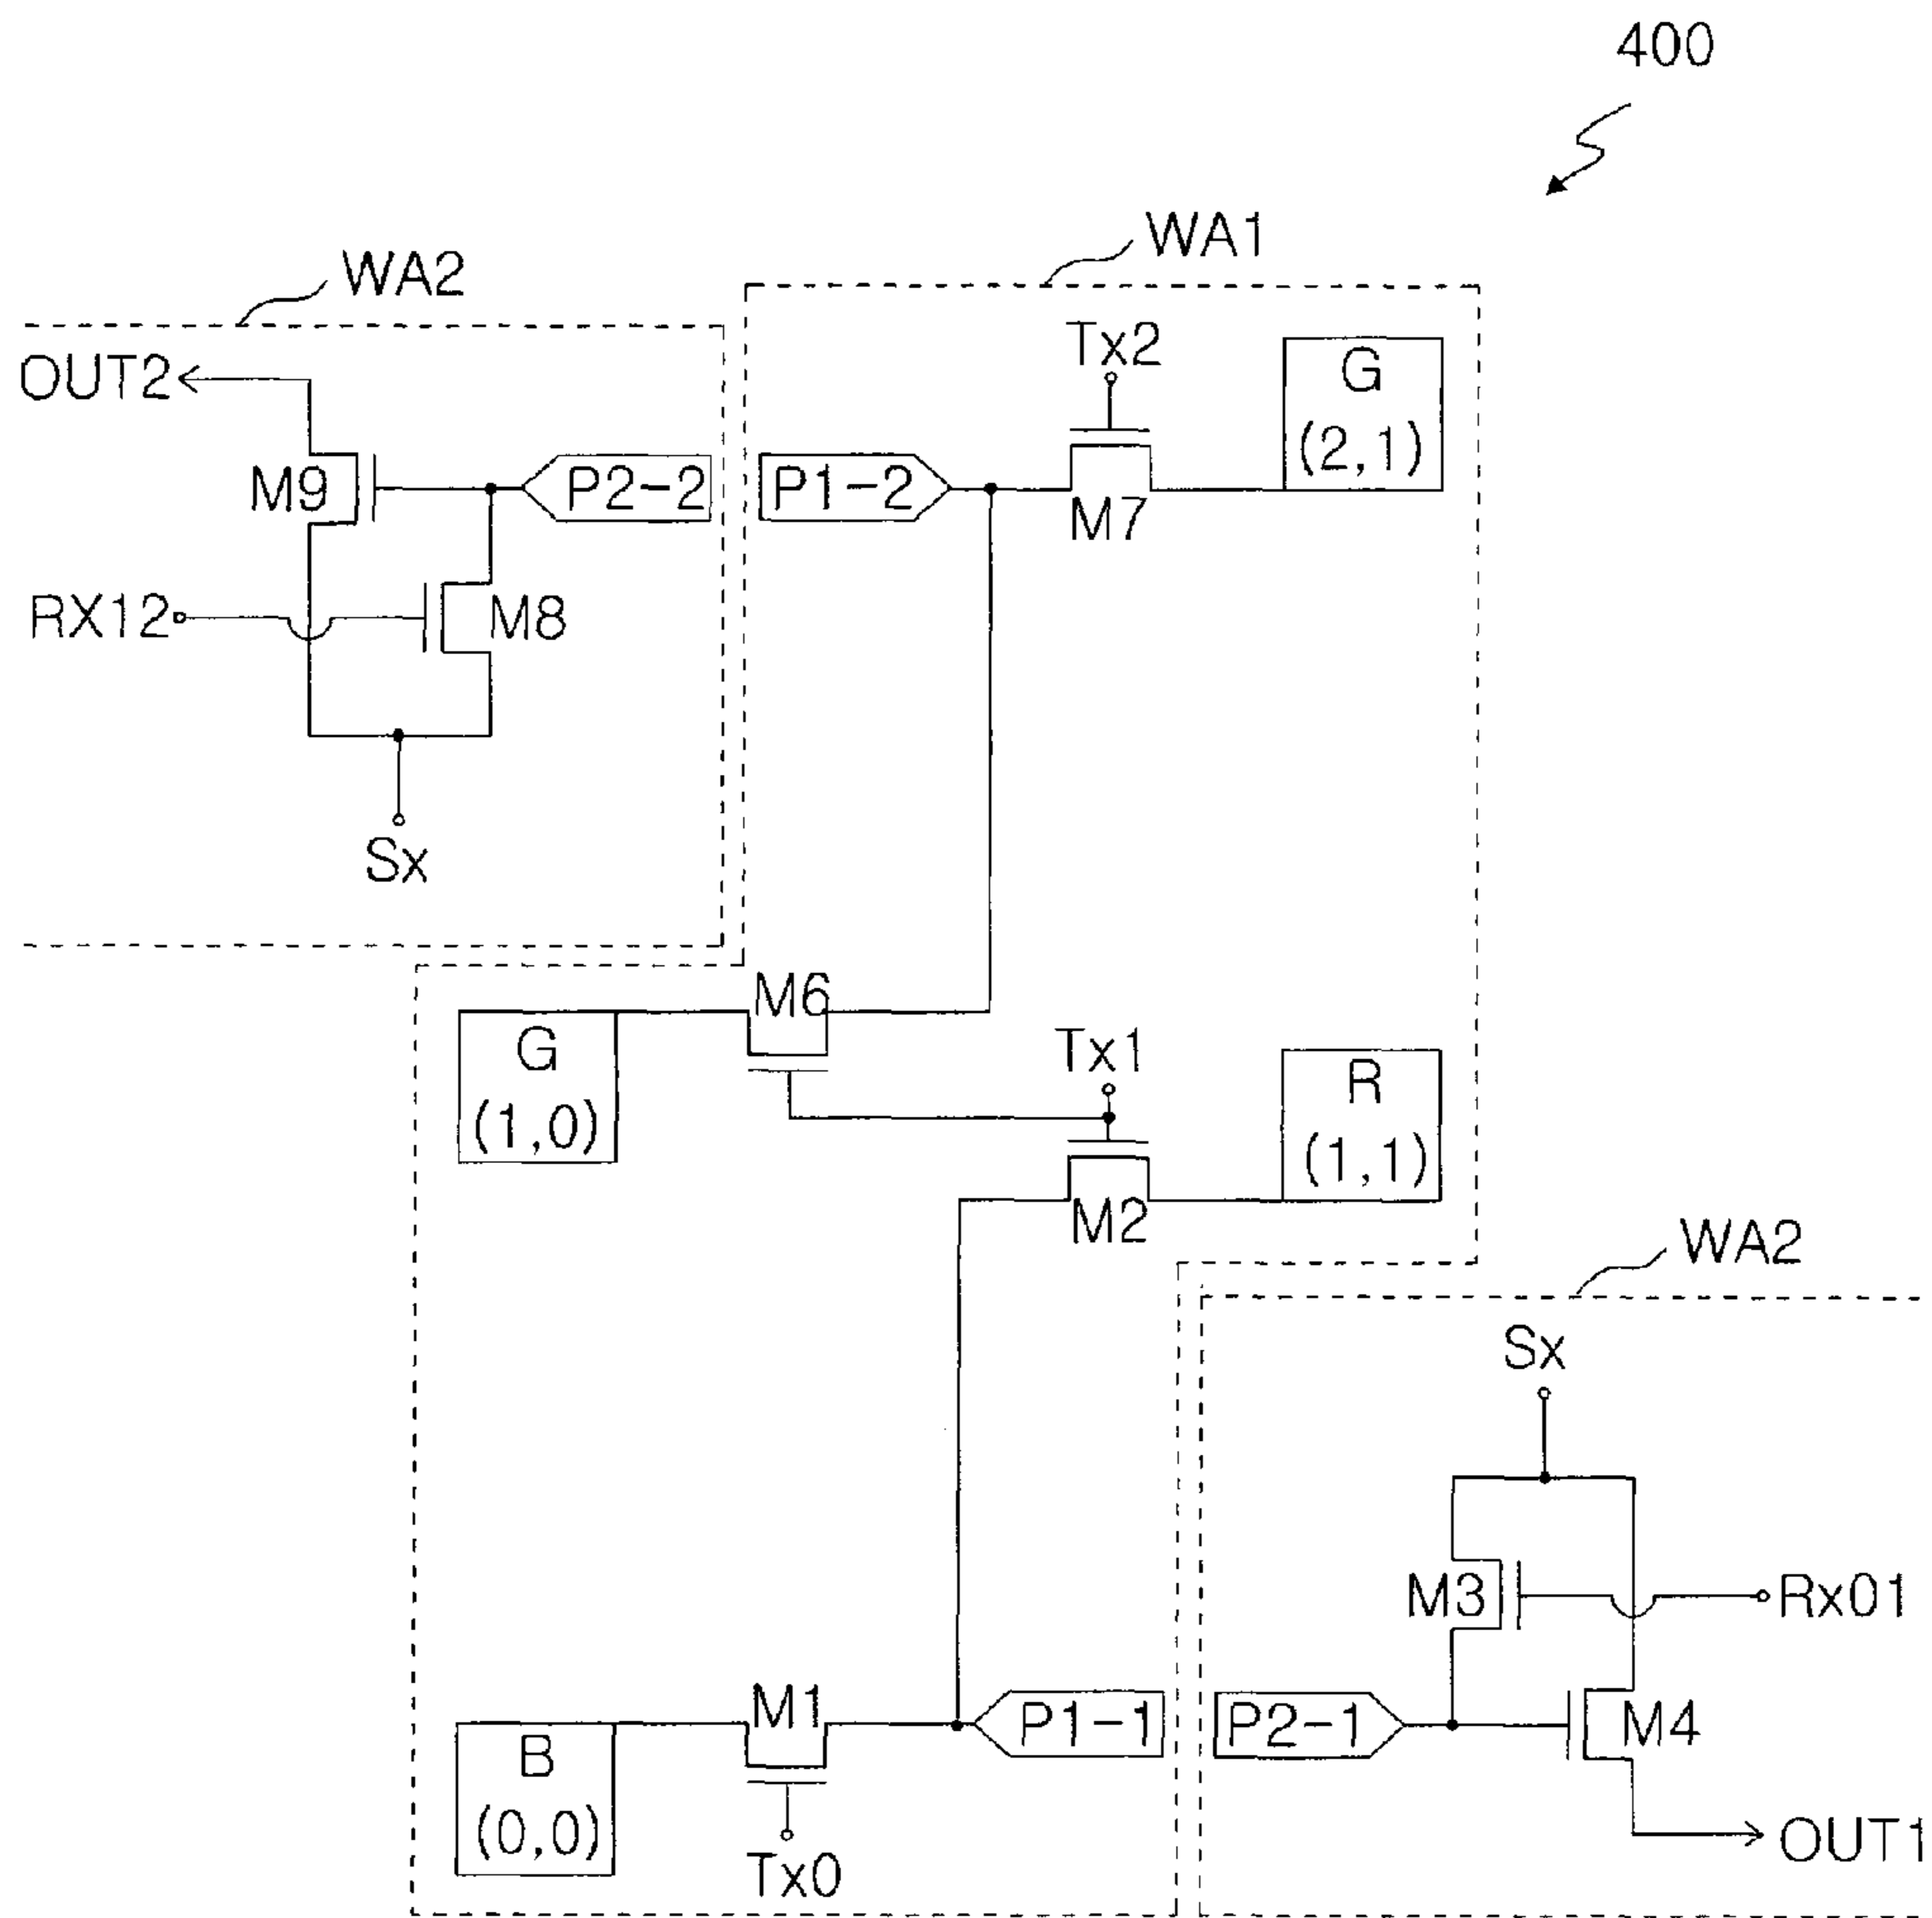 400
WA1
WA2
Tx2
G
(2,1)
OUT2
M9
P2-2
P1-2
M7
RX12
M8
Sx
M6
G
(1,0)
Tx1
R
(1,1)
M2
WA2
Sx
M3
Rx01
M1
P1-1
P2-1
M4
B
(0,0)
Tx0
OUT1